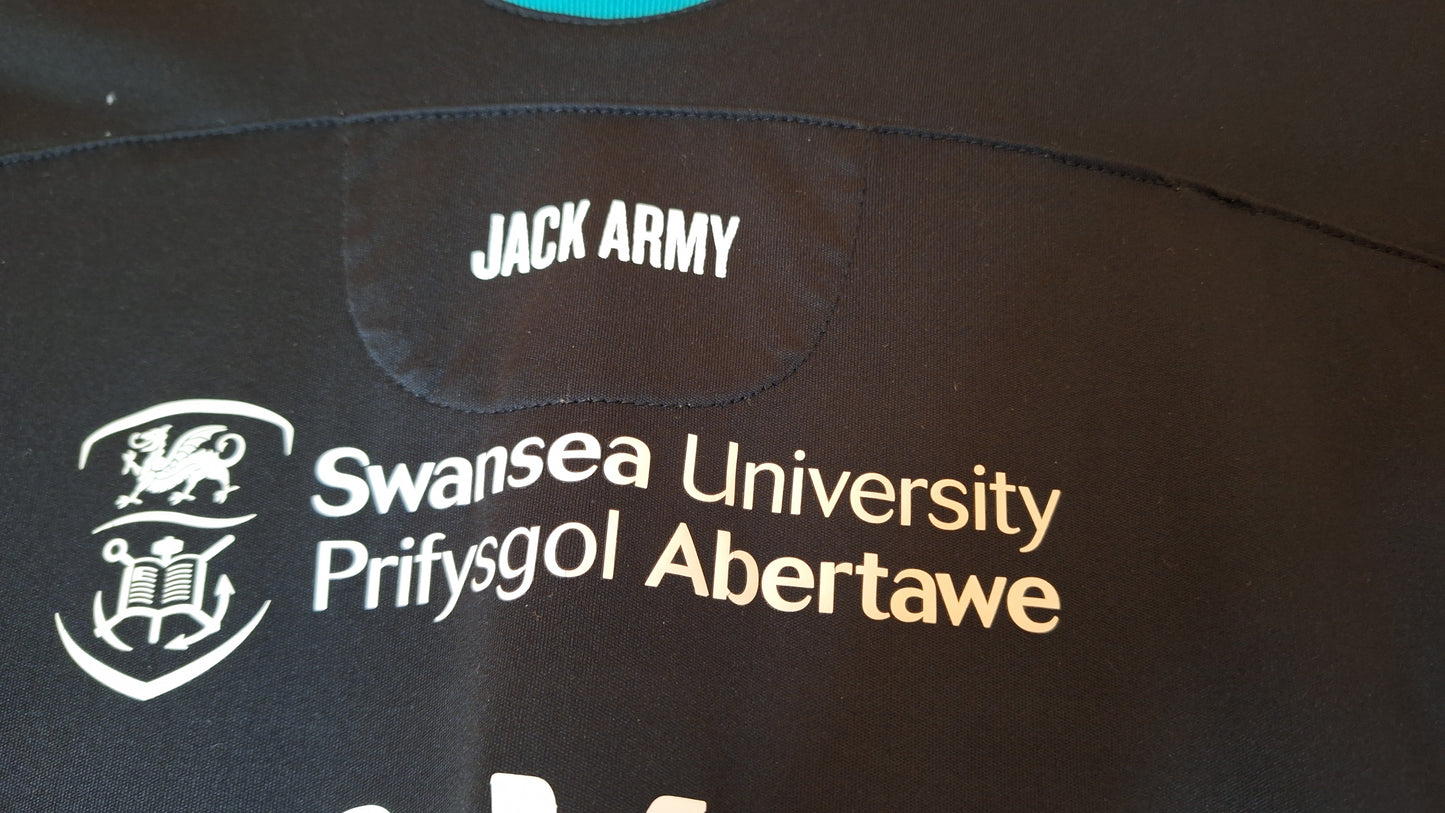 JACK ARMY
Swansea University
Prifysgol Abertawe